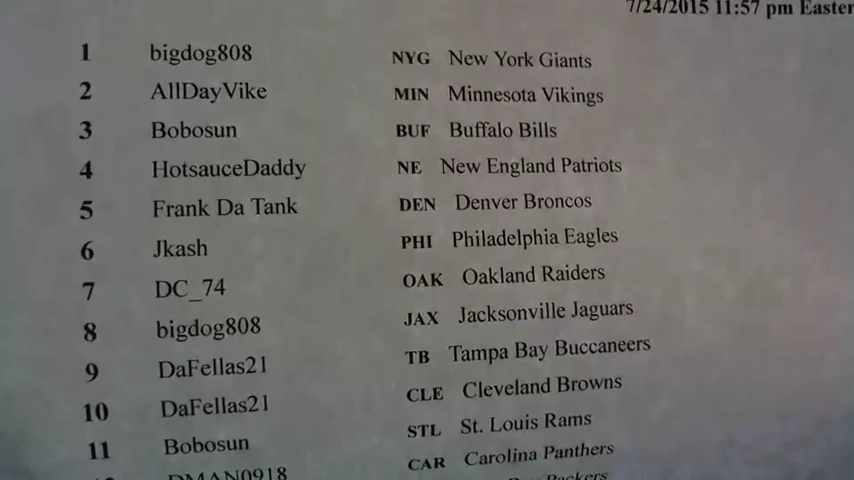 7/24/2015 11:57 pm Easter
1 bigdog808 NYG New York Giants
2 AllDayVike MIN Minnesota Vikings
3 Bobosun BUF Buffalo Bills
4 HotsauceDaddy NE New England Patriots
5 Frank Da Tank DEN Denver Broncos
6 Jkash PHI Philadelphia Eagles
7 DC_74 OAK Oakland Raiders
8 bigdog808 JAX Jacksonville Jaguars
9 DaFellas21 TB Tampa Bay Buccaneers
10 DaFellas21 CLE Cleveland Browns
11 Bobosun STL St. Louis Rams
DMAN0918 CAR Carolina Panthers
Packers